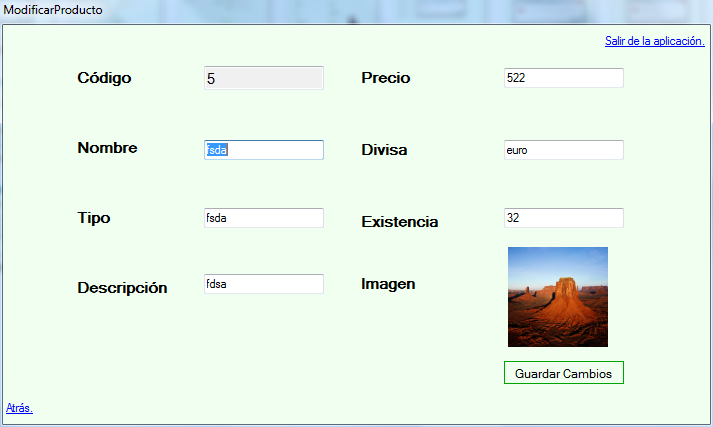 ModificarProducto
Salir de la aplicación.
Código 5 Precio 522
Nombre fsda Divisa euro
Tipo fsda Existencia 32
Descripción fdsa Imagen
Guardar Cambios
Atrás.